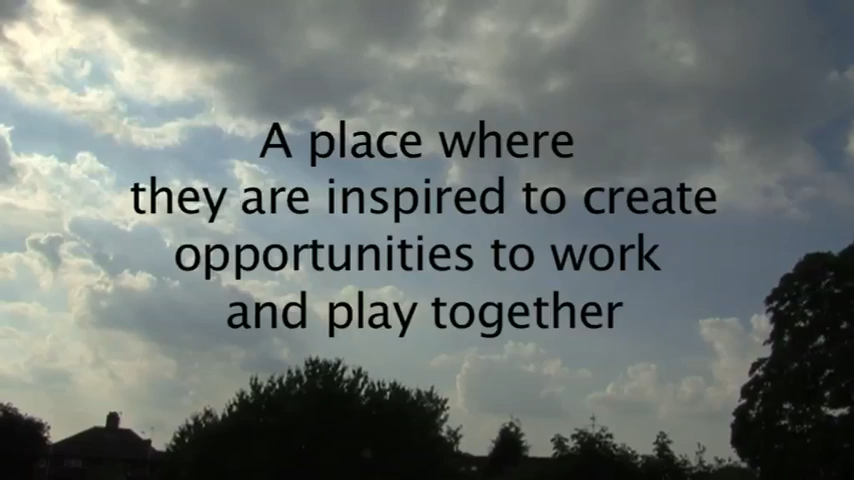 A place where
they are inspired to create
opportunities to work
and play together